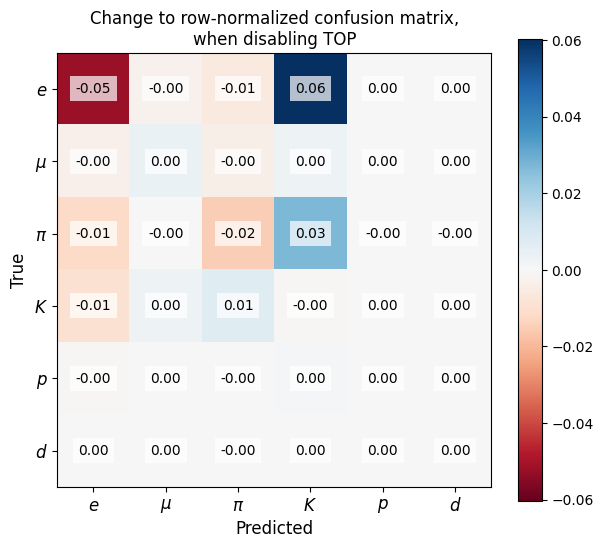 Change to row-normalized confusion matrix,
when disabling TOP
e -0.05 -0.00 -0.01 0.06 0.00 0.00
μ -0.00 0.00 -0.00 0.00 0.00 0.00
π -0.01 -0.00 -0.02 0.03 -0.00 -0.00
K -0.01 0.00 0.01 -0.00 0.00 0.00
p -0.00 0.00 -0.00 0.00 0.00 0.00
d 0.00 0.00 -0.00 0.00 0.00 0.00
e μ π K p d
Predicted
True
0.06
0.04
0.02
0.00
−0.02
−0.04
−0.06